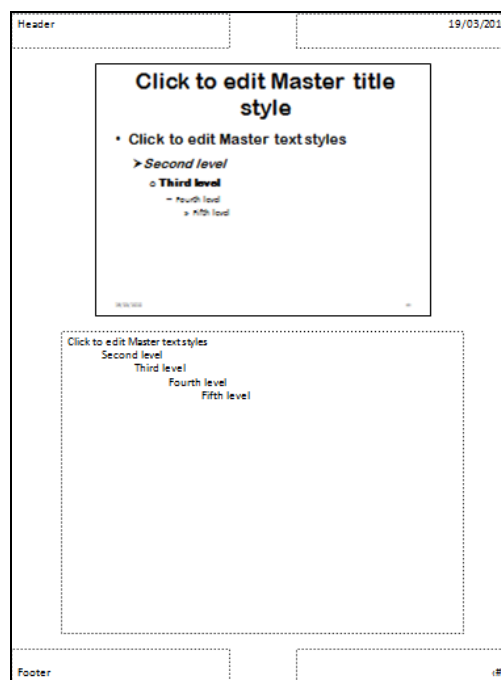 Header
19/03/201
Click to edit Master title
style
• Click to edit Master text styles
➤Second level
o Third level
– Fourth level
» Fifth level
Click to edit Master text styles
Second level
Third level
Fourth level
Fifth level
Footer
‹#